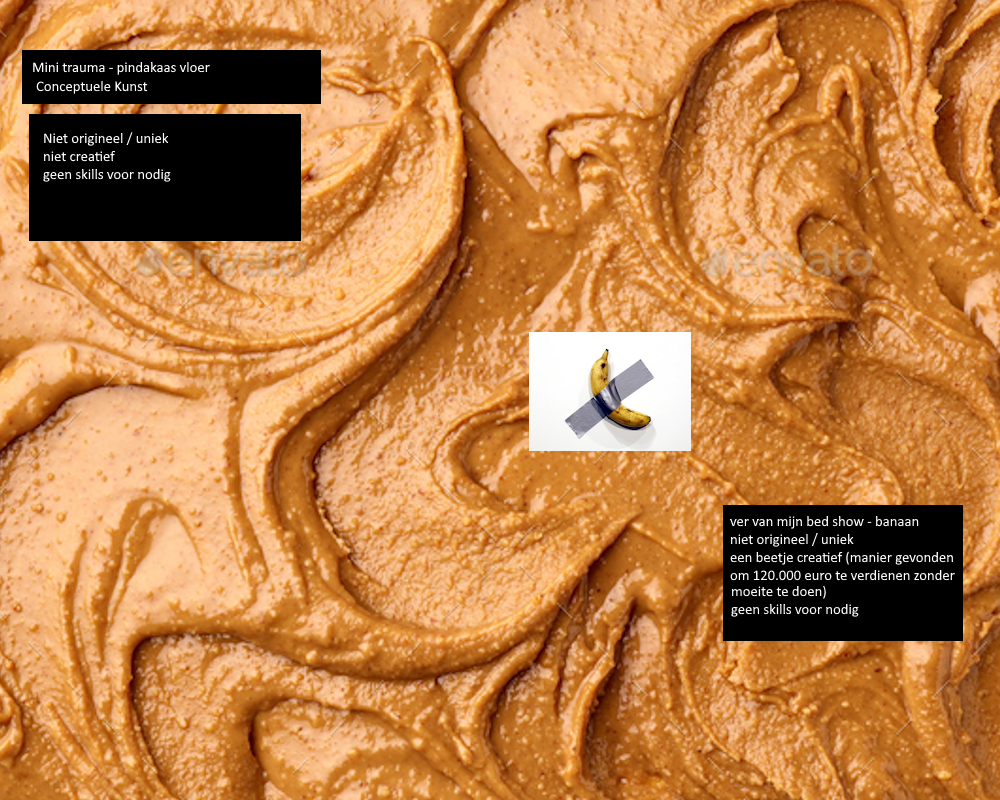 Mini trauma - pindakaas vloer
Conceptuele Kunst
Niet origineel / uniek
niet creatief
geen skills voor nodig
envato
envato
ver van mijn bed show - banaan
niet origineel / uniek
een beetje creatief (manier gevonden
om 120.000 euro te verdienen zonder
moeite te doen)
geen skills voor nodig